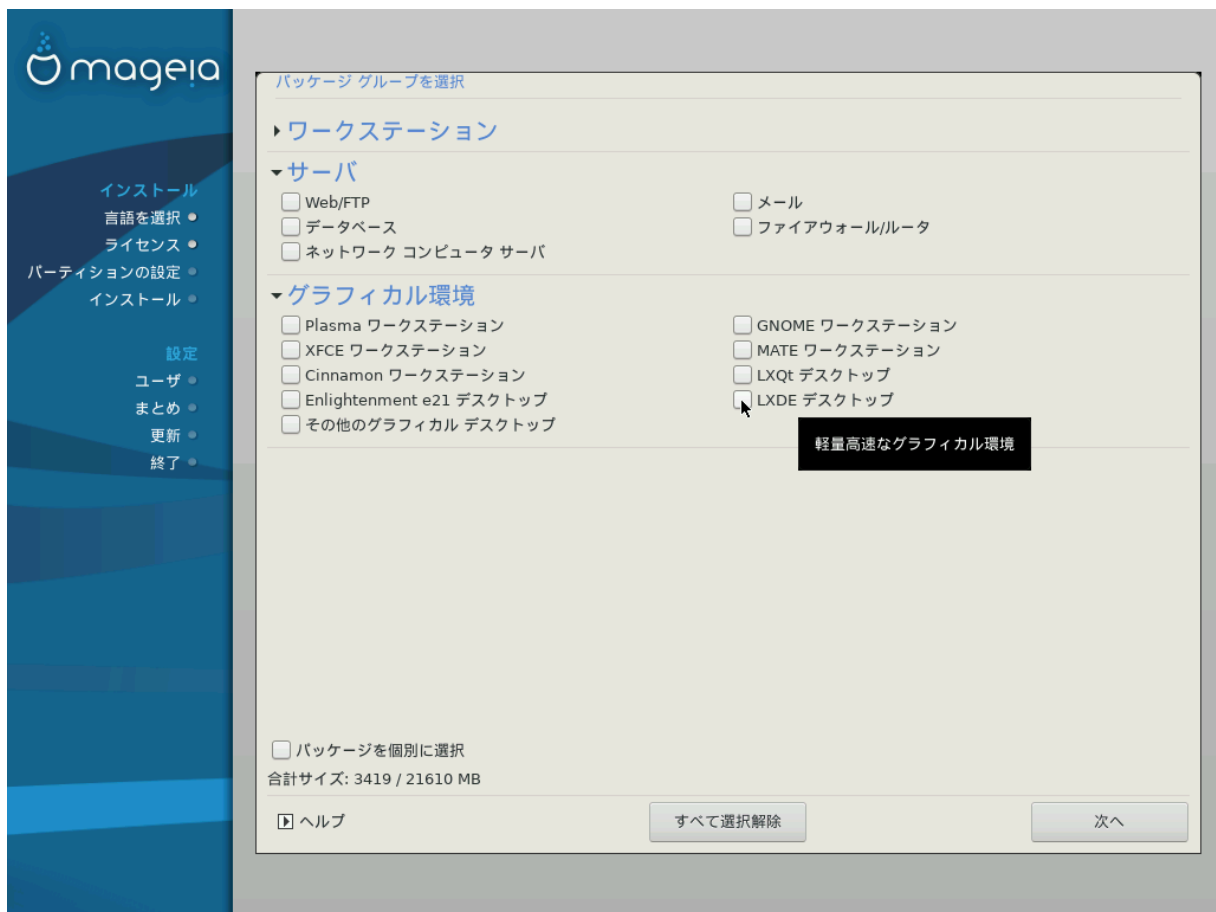 mageia
インストール
言語を選択
ライセンス
パーティションの設定
インストール
設定
ユーザ
まとめ
更新
終了
パッケージ グループを選択
ワークステーション
サーバ
Web/FTP
メール
データベース
ファイアウォール/ルータ
ネットワーク コンピュータ サーバ
グラフィカル環境
Plasma ワークステーション
GNOME ワークステーション
XFCE ワークステーション
MATE ワークステーション
Cinnamon ワークステーション
LXQt デスクトップ
Enlightenment e21 デスクトップ
LXDE デスクトップ
その他のグラフィカル デスクトップ
軽量高速なグラフィカル環境
パッケージを個別に選択
合計サイズ: 3419 / 21610 MB
ヘルプ
すべて選択解除
次へ